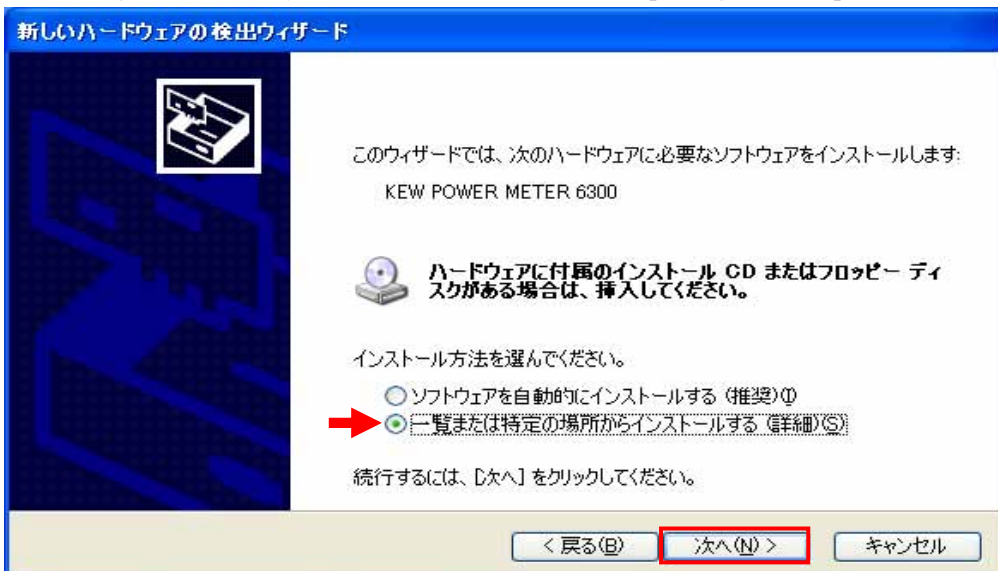 新しいハードウェアの検出ウィザード
このウィザードでは、次のハードウェアに必要なソフトウェアをインストールします:
KEW POWER METER 6300
ハードウェアに付属のインストール CD またはフロッピー ディ
スクがある場合は、挿入してください。
インストール方法を選んでください。
ソフトウェアを自動的にインストールする (推奨)(I)
一覧または特定の場所からインストールする (詳細)(S)
続行するには、[次へ] をクリックしてください。
< 戻る(B) 次へ(N) > キャンセル